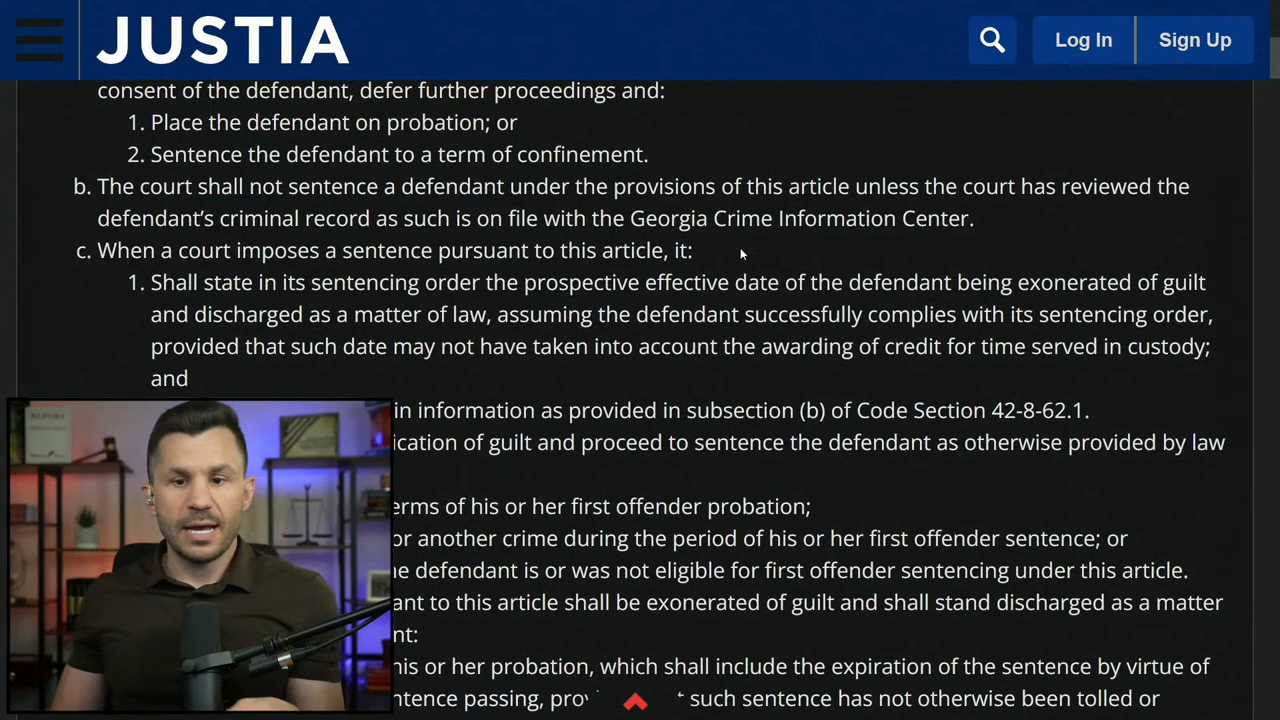 JUSTIA
Log In
Sign Up
consent of the defendant, defer further proceedings and:
1. Place the defendant on probation; or
2. Sentence the defendant to a term of confinement.
b. The court shall not sentence a defendant under the provisions of this article unless the court has reviewed the
defendant’s criminal record as such is on file with the Georgia Crime Information Center.
c. When a court imposes a sentence pursuant to this article, it:
1. Shall state in its sentencing order the prospective effective date of the defendant being exonerated of guilt
and discharged as a matter of law, assuming the defendant successfully complies with its sentencing order,
provided that such date may not have taken into account the awarding of credit for time served in custody;
and
in information as provided in subsection (b) of Code Section 42-8-62.1.
ication of guilt and proceed to sentence the defendant as otherwise provided by law
erms of his or her first offender probation;
or another crime during the period of his or her first offender sentence; or
he defendant is or was not eligible for first offender sentencing under this article.
ant to this article shall be exonerated of guilt and shall stand discharged as a matter
nt:
his or her probation, which shall include the expiration of the sentence by virtue of
ntence passing, prov t such sentence has not otherwise been tolled or